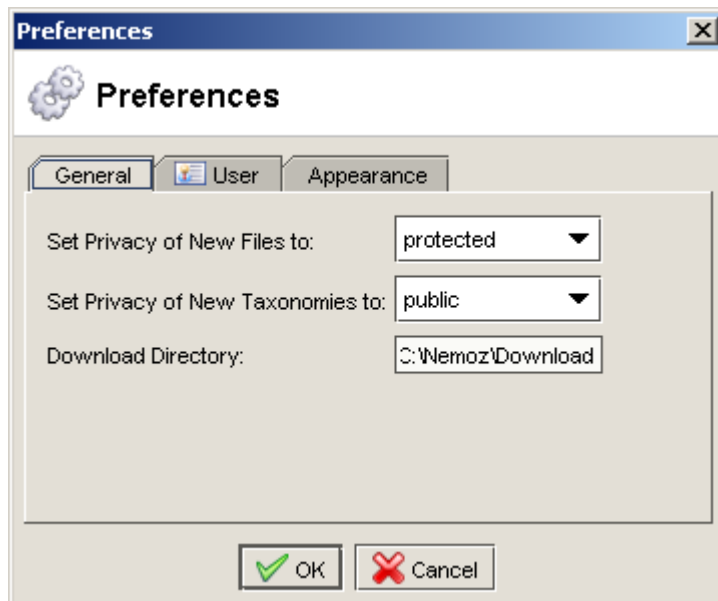 Preferences
Preferences
General User Appearance
Set Privacy of New Files to: protected
Set Privacy of New Taxonomies to: public
Download Directory: C:\Nemoz\Download
OK Cancel